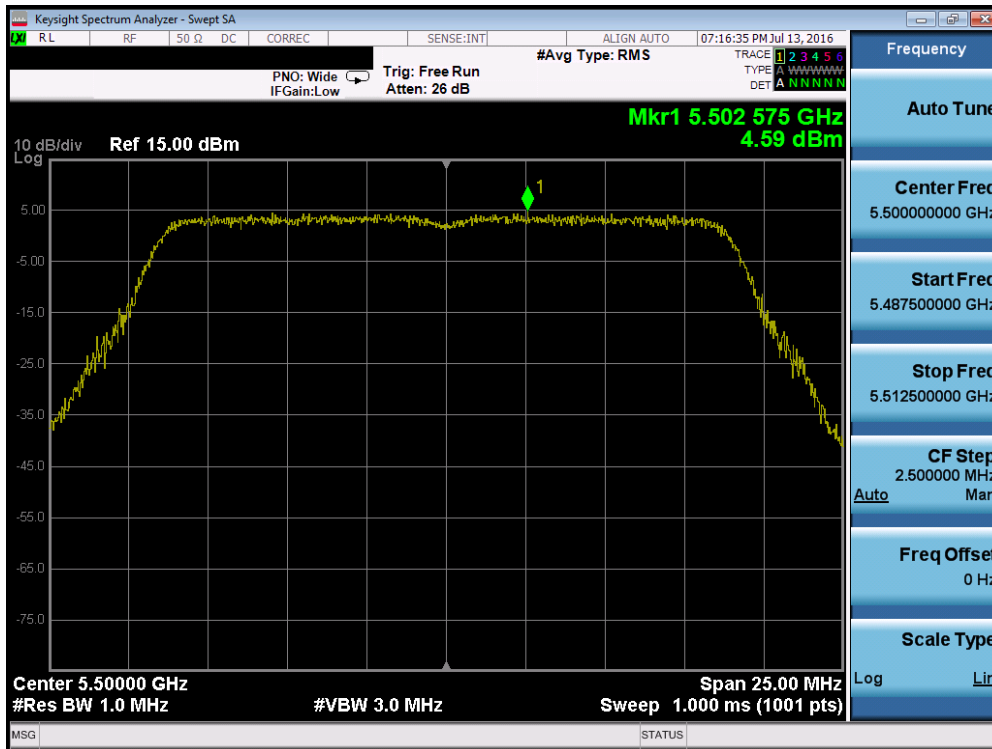 Keysight Spectrum Analyzer - Swept SA
LXI RL RF 50 Ω DC CORREC SENSE:INT ALIGN AUTO 07:16:35 PM Jul 13, 2016
PNO: Wide Trig: Free Run #Avg Type: RMS TRACE 1 2 3 4 5 6
IFGain:Low Atten: 26 dB TYPE A WWWWW
DET A N N N N N
Mkr1 5.502 575 GHz
4.59 dBm
10 dB/div Ref 15.00 dBm
Log
1
5.00
-5.00
-15.0
-25.0
-35.0
-45.0
-55.0
-65.0
-75.0
Center 5.50000 GHz Span 25.00 MHz
#Res BW 1.0 MHz #VBW 3.0 MHz Sweep 1.000 ms (1001 pts)
MSG STATUS
Frequency
Auto Tune
Center Freq
5.500000000 GHz
Start Freq
5.487500000 GHz
Stop Freq
5.512500000 GHz
CF Step
2.500000 MHz
Auto Man
Freq Offset
0 Hz
Scale Type
Log Lin